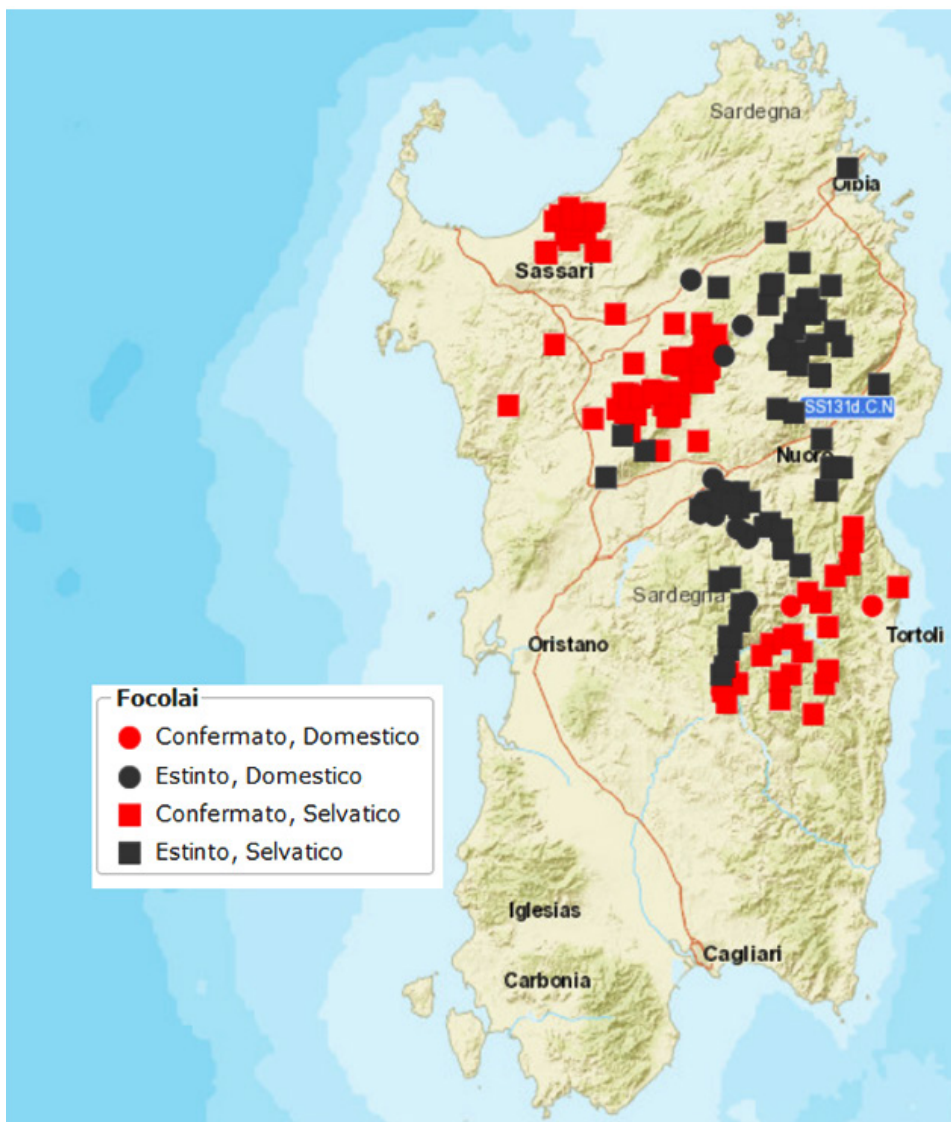 Sardegna
Olbia
Sassari
SS131d.C.N
Nuoro
Sardegna
Oristano
Tortolì
Focolai
Confermato, Domestico
Estinto, Domestico
Confermato, Selvatico
Estinto, Selvatico
Iglesias
Cagliari
Carbonia